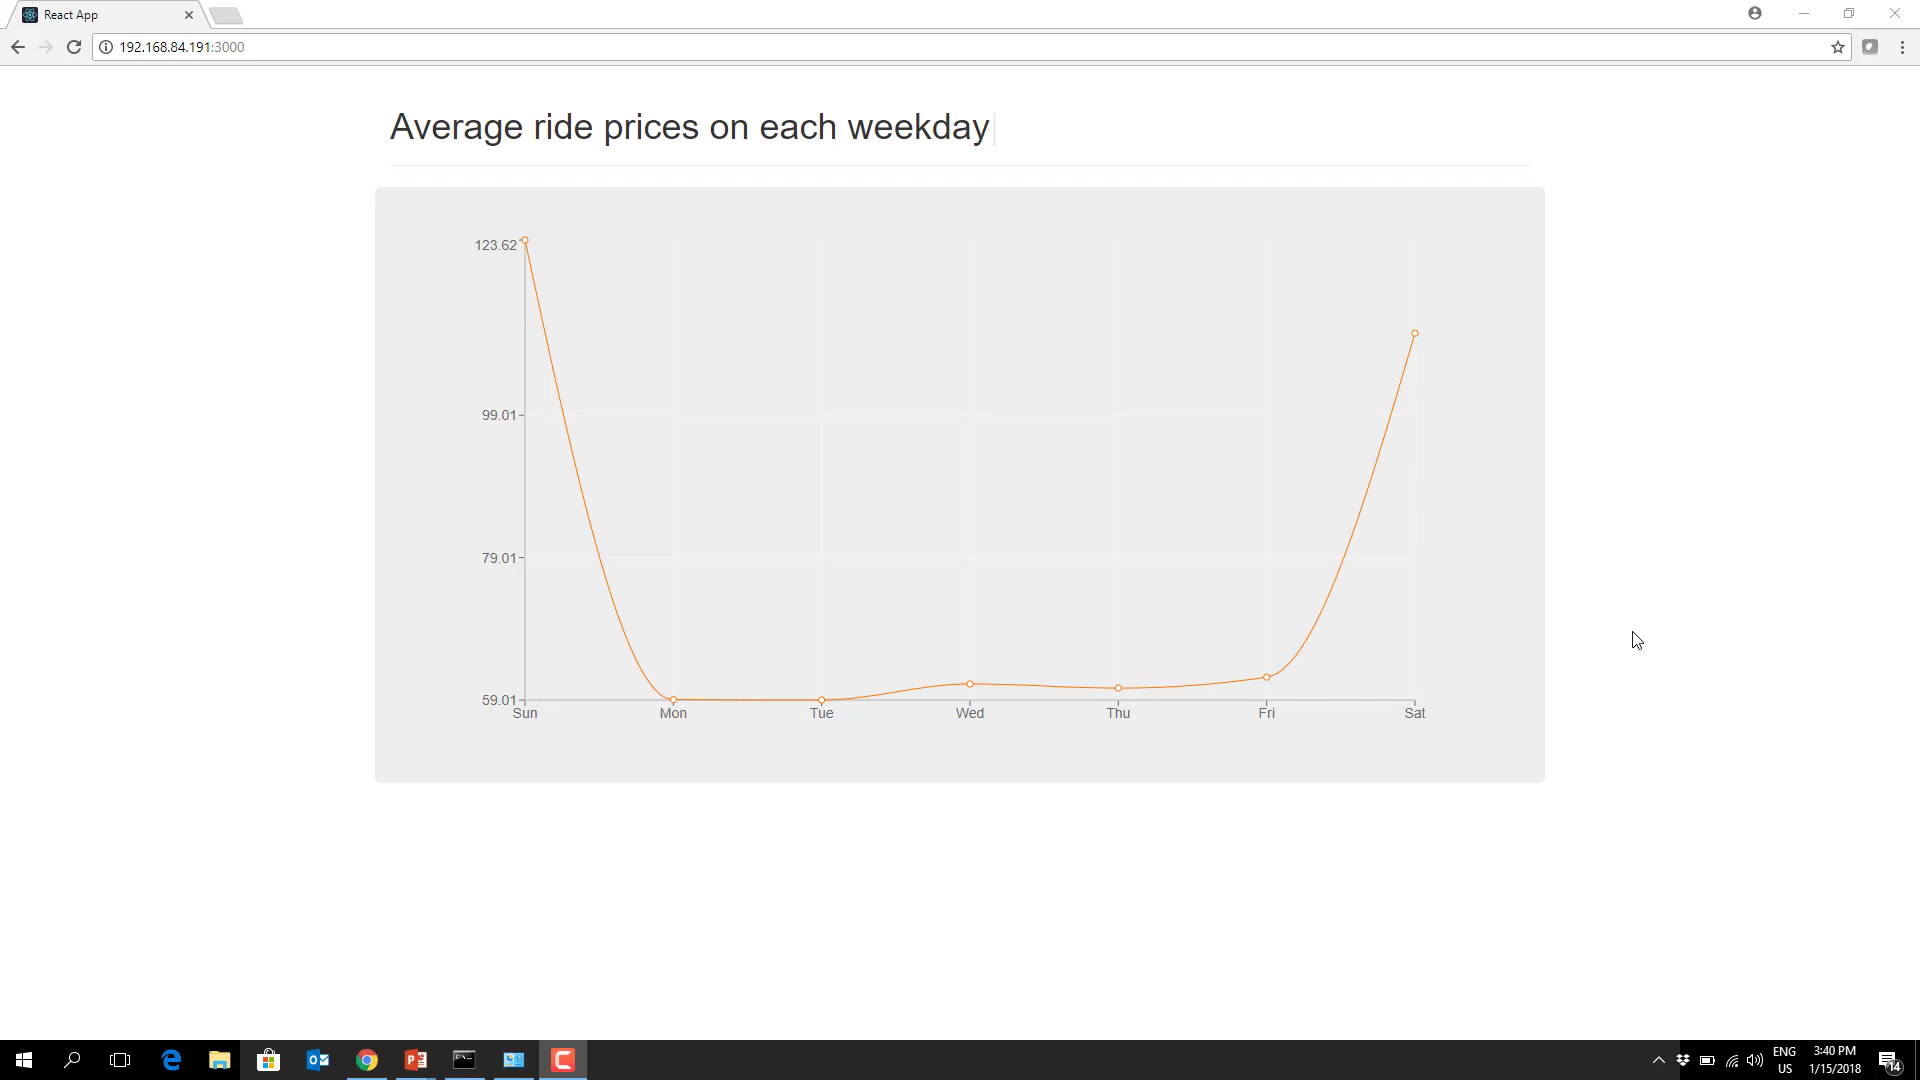 React App
192.168.84.191:3000
Average ride prices on each weekday
123.62
99.01
79.01
59.01
Sun Mon Tue Wed Thu Fri Sat
ENG 3:40 PM
US 1/15/2018
14